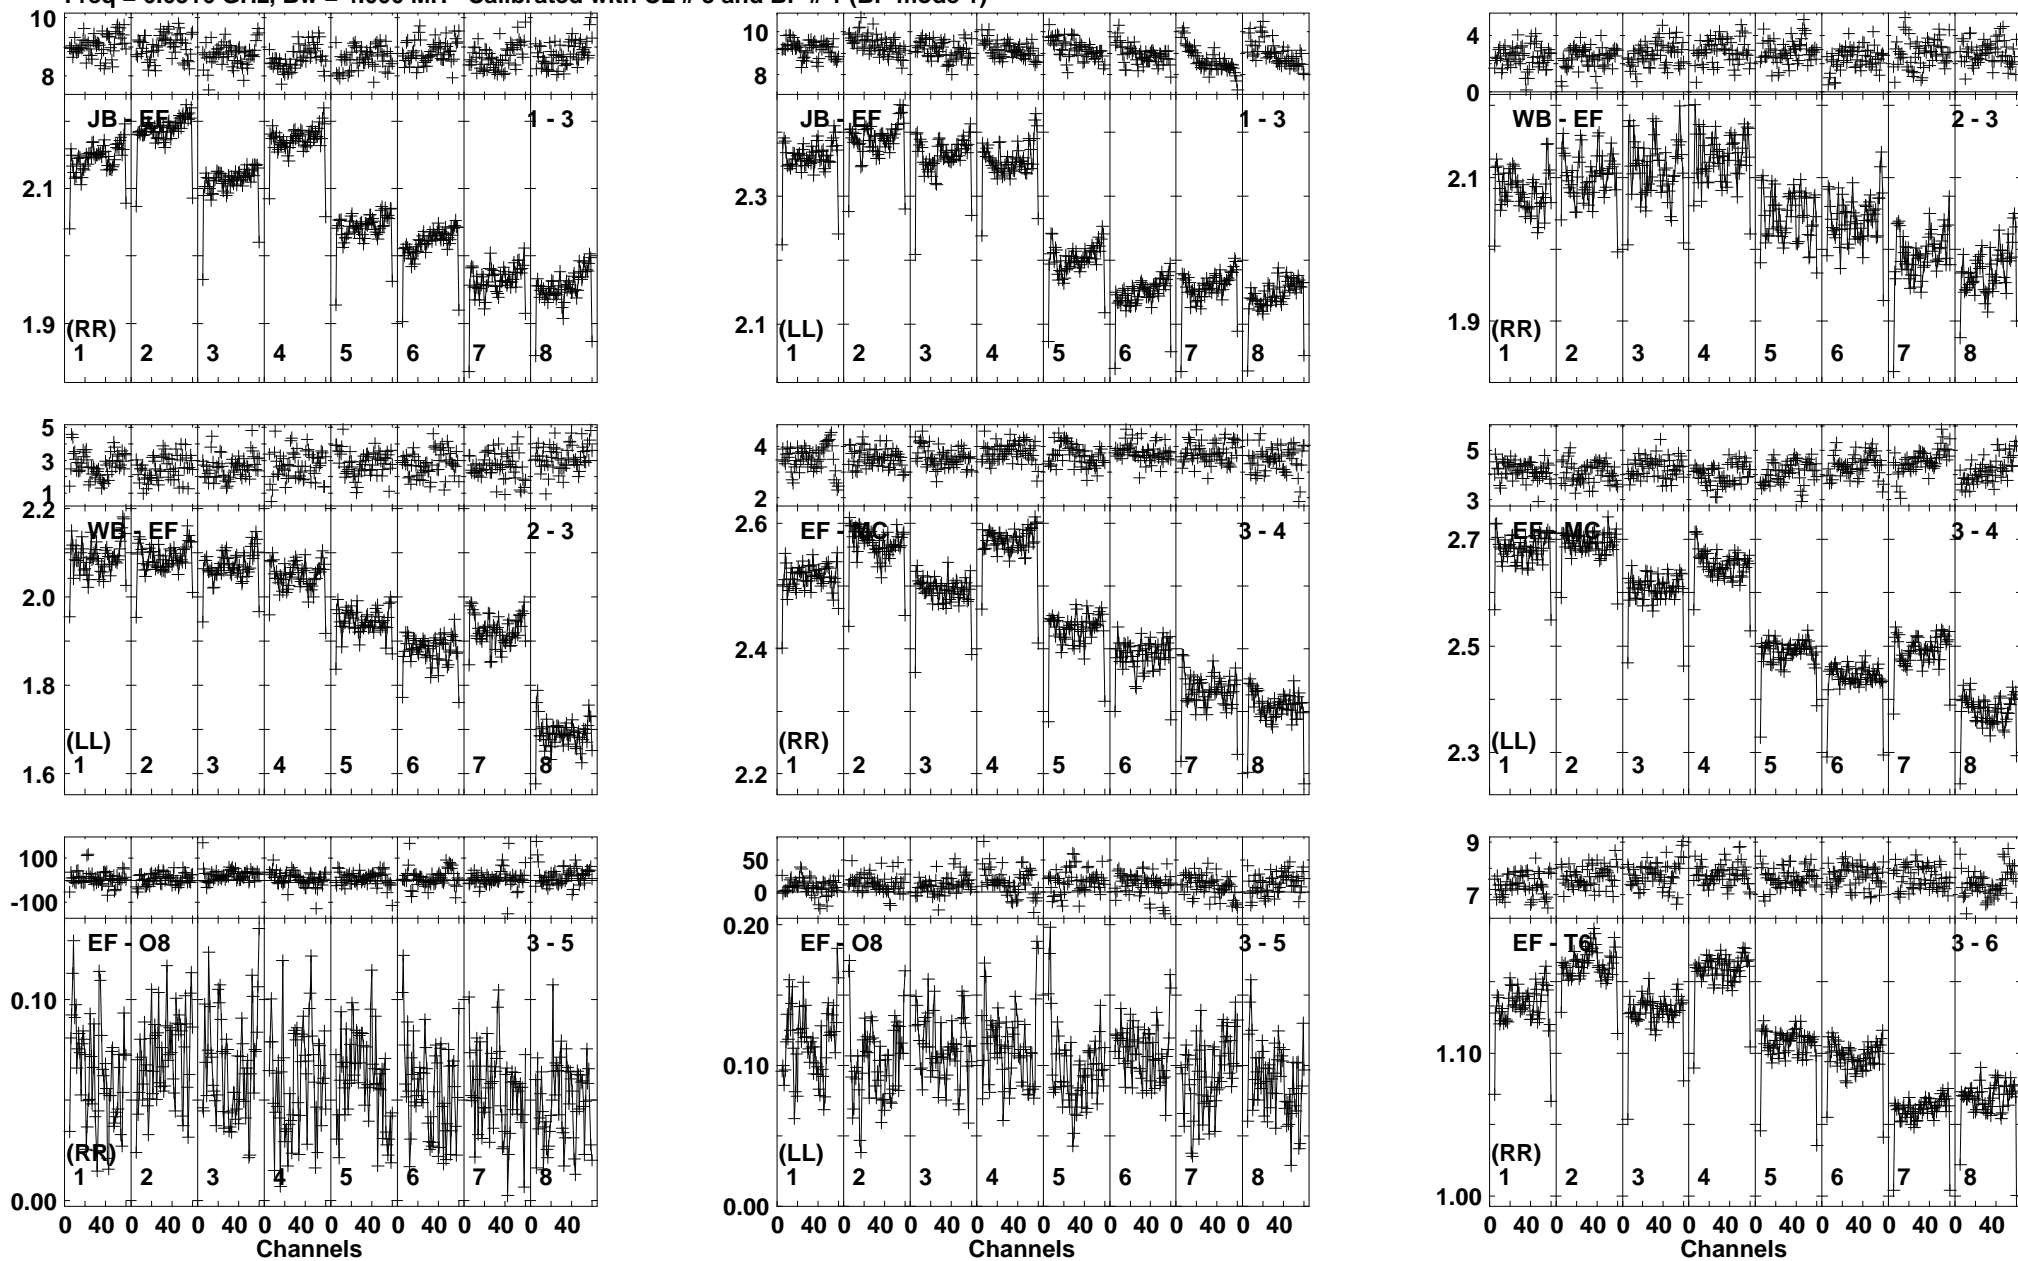 10
8
JB - EF 1 - 3
2.1
1.9
(RR)
1 2 3 4 5 6 7 8
10
8
JB - EF 1 - 3
2.3
2.1
(LL)
1 2 3 4 5 6 7 8
4
0
WB - EF 2 - 3
2.1
1.9
(RR)
1 2 3 4 5 6 7 8
5
3
1
2.2
WB - EF 2 - 3
2.0
1.8
(LL)
1 2 3 4 5 6 7 8
1.6
4
2
2.6
EF - MC 3 - 4
2.4
(RR)
1 2 3 4 5 6 7 8
2.2
5
3
EF - MC 3 - 4
2.7
2.5
(LL)
2.3
1 2 3 4 5 6 7 8
100
-100
EF - O8 3 - 5
0.10
(RR)
1 2 3 4 5 6 7 8
0.00
0 40 0 40 0 40 0 40 0 40 0 40 0 40 0 40
Channels
50
0
0.20
EF - O8 3 - 5
0.10
(LL)
1 2 3 4 5 6 7 8
0.00
0 40 0 40 0 40 0 40 0 40 0 40 0 40 0 40
Channels
9
7
EF - T6 3 - 6
1.10
(RR)
1 2 3 4 5 6 7 8
1.00
0 40 0 40 0 40 0 40 0 40 0 40 0 40 0 40
Channels